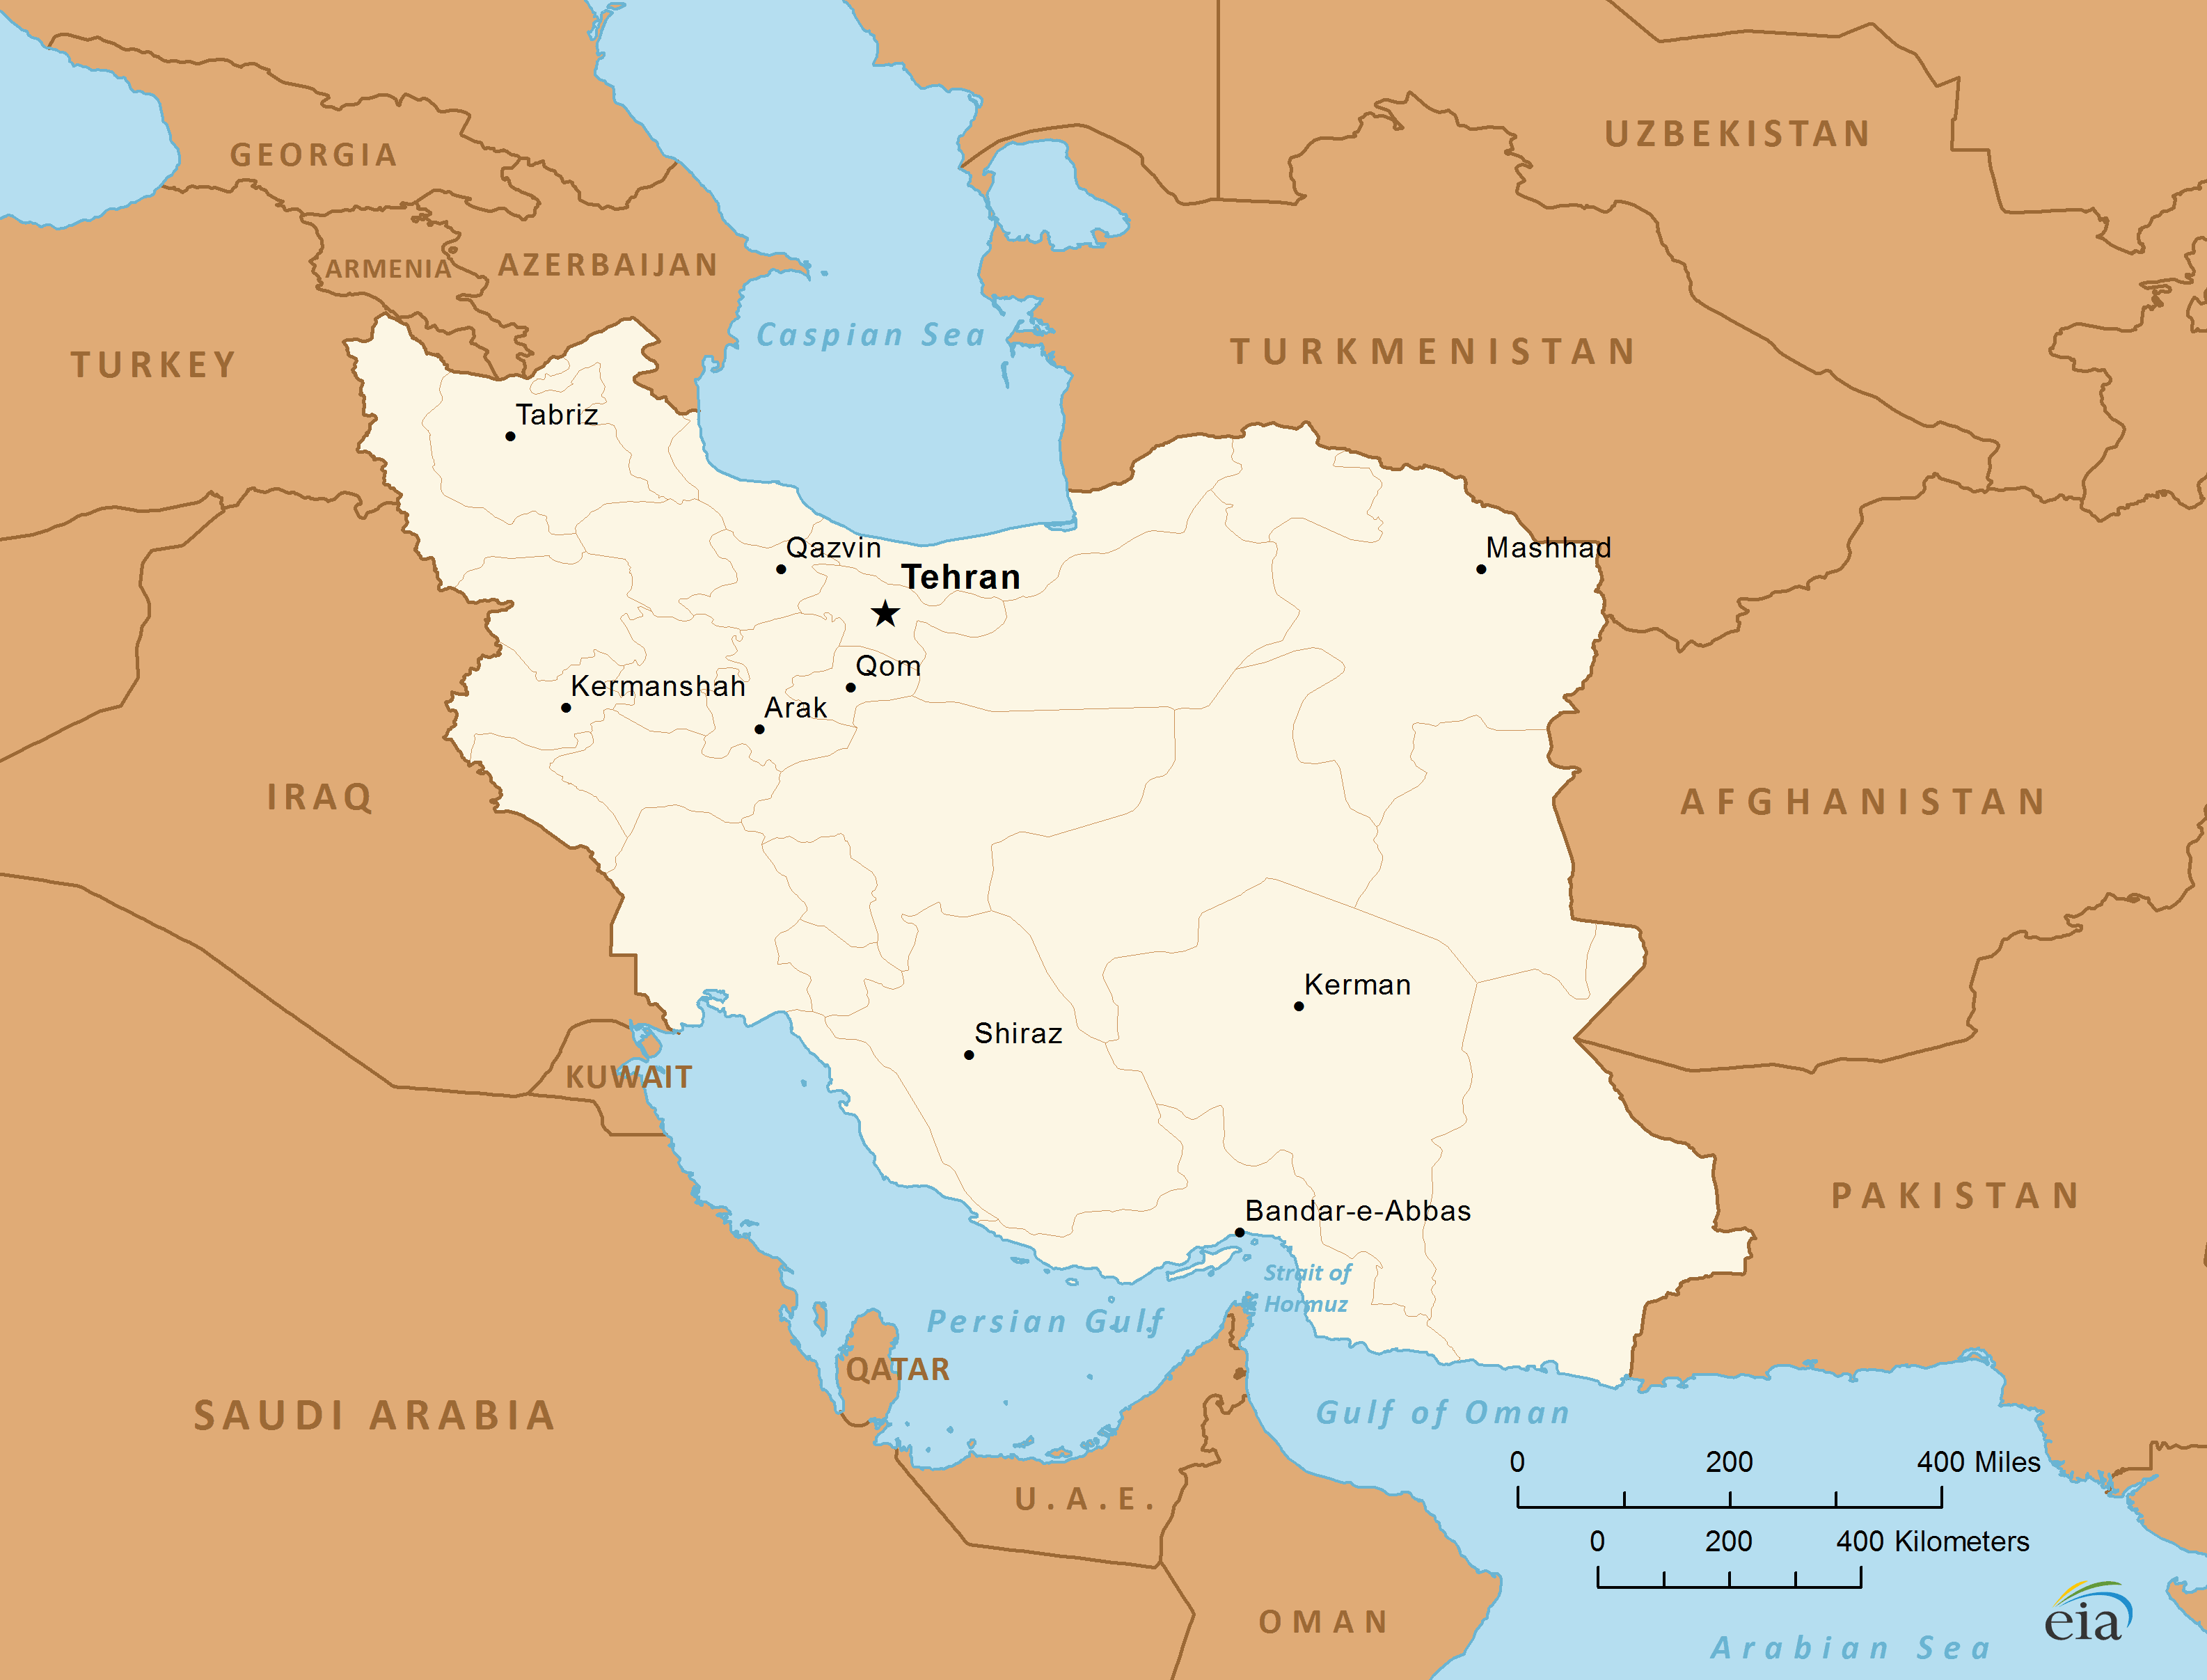 UZBEKISTAN
GEORGIA
ARMENIA
AZERBAIJAN
Caspian Sea
TURKEY
TURKMENISTAN
Tabriz
Qazvin
Tehran
Mashhad
Qom
Kermanshah
Arak
IRAQ
AFGHANISTAN
Kerman
Shiraz
KUWAIT
PAKISTAN
Bandar-e-Abbas
Strait of
Hormuz
Persian Gulf
QATAR
SAUDI ARABIA
Gulf of Oman
U.A.E.
0 200 400 Miles
0 200 400 Kilometers
OMAN
eia
Arabian Sea